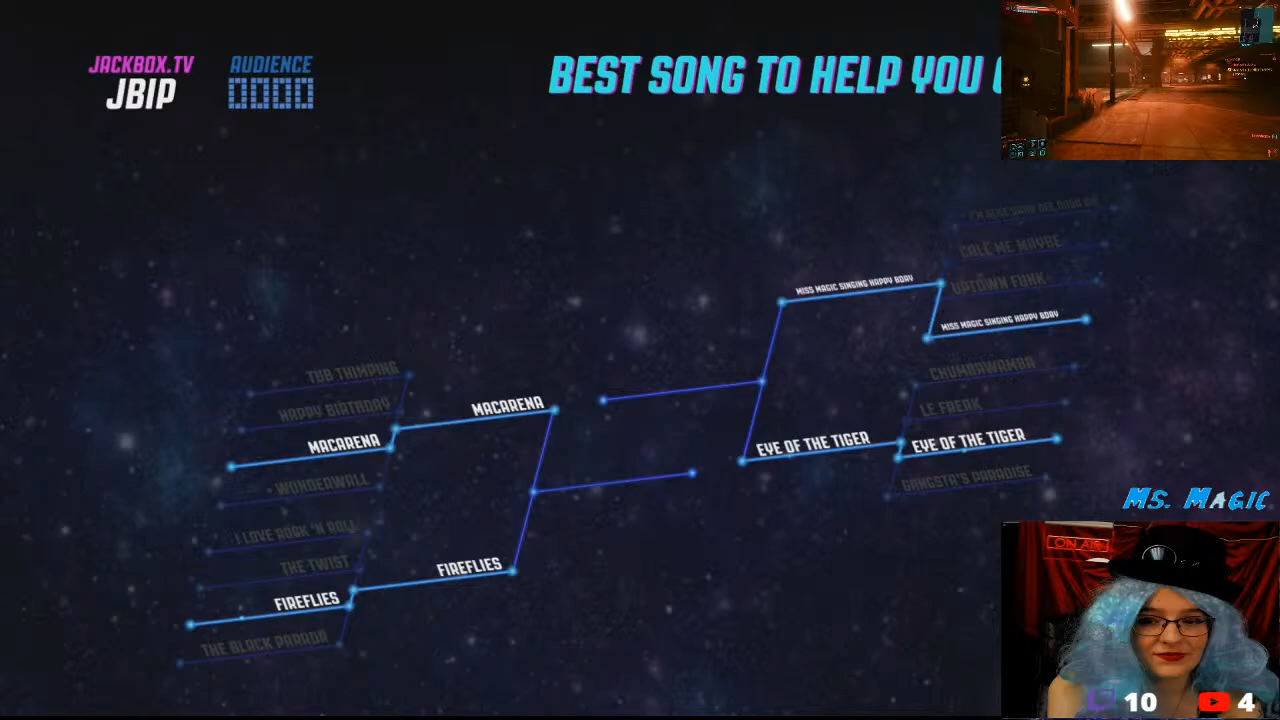 JACKBOX.TV
JBIP
AUDIENCE
0000
BEST SONG TO HELP YOU
CALL ME MAYBE
UPTOWN FUNK
MISS MAGIC SINGING HAPPY BDAY
MISS MAGIC SINGING HAPPY BDAY
CHUMBAWAMBA
LE FREAK
EYE OF THE TIGER
EYE OF THE TIGER
GANGSTA'S PARADISE
TUB THUMPING
HAPPY BIRTHDAY
MACARENA
MACARENA
WONDERWALL
I LOVE ROCK 'N ROLL
THE TWIST
FIREFLIES
FIREFLIES
THE BLACK PARADA
MS. MAGIC
ON AIR
10
4